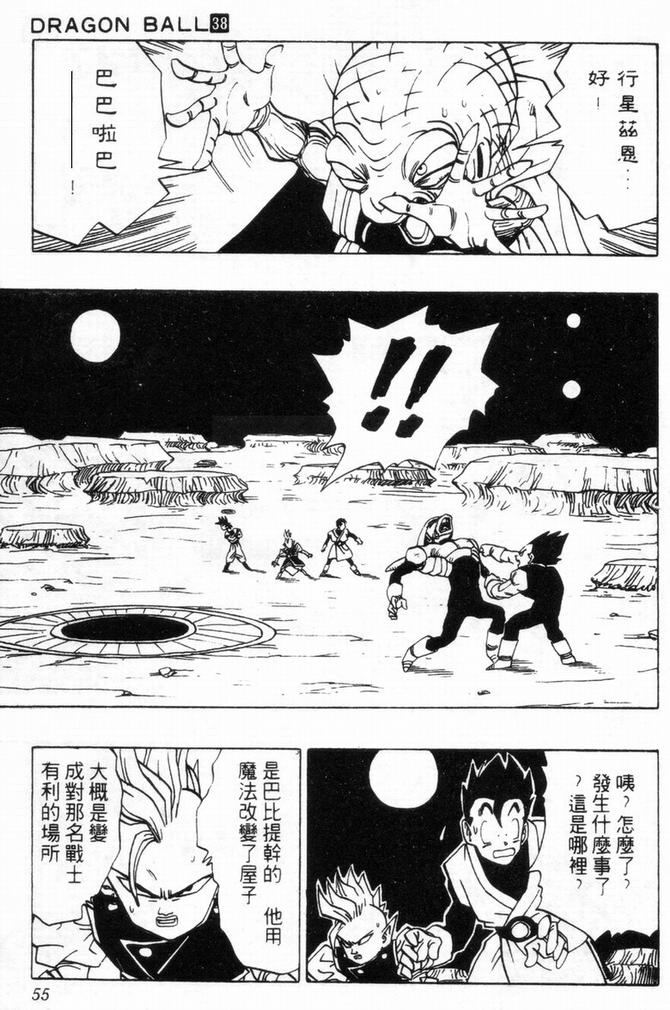 DRAGON BALL 38
行星茲恩…
好！
巴巴啦巴
——！
!!
咦，怎麼了，
發生什麼事了
，這是哪裡，
是巴比提幹的 他用
魔法改變了屋子
大概是變
成對那名戰士
有利的場所
55